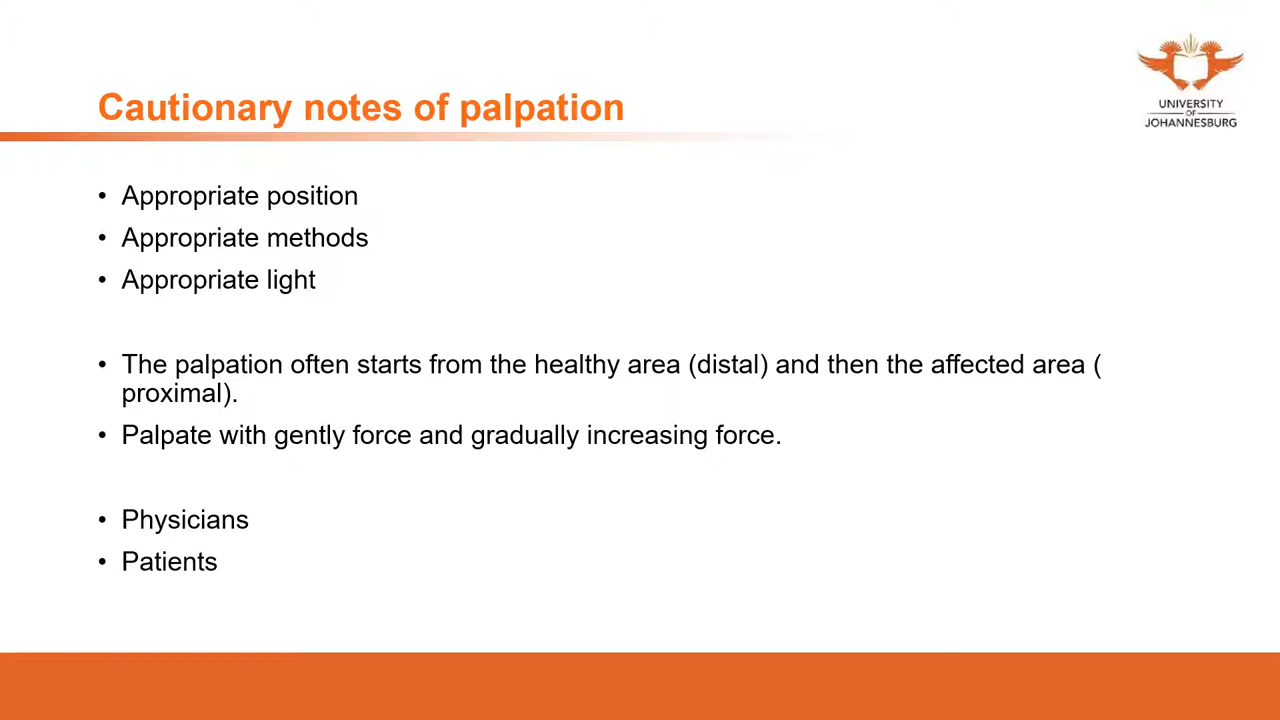 Cautionary notes of palpation
UNIVERSITY
OF
JOHANNESBURG
• Appropriate position
• Appropriate methods
• Appropriate light
• The palpation often starts from the healthy area (distal) and then the affected area (
proximal).
• Palpate with gently force and gradually increasing force.
• Physicians
• Patients